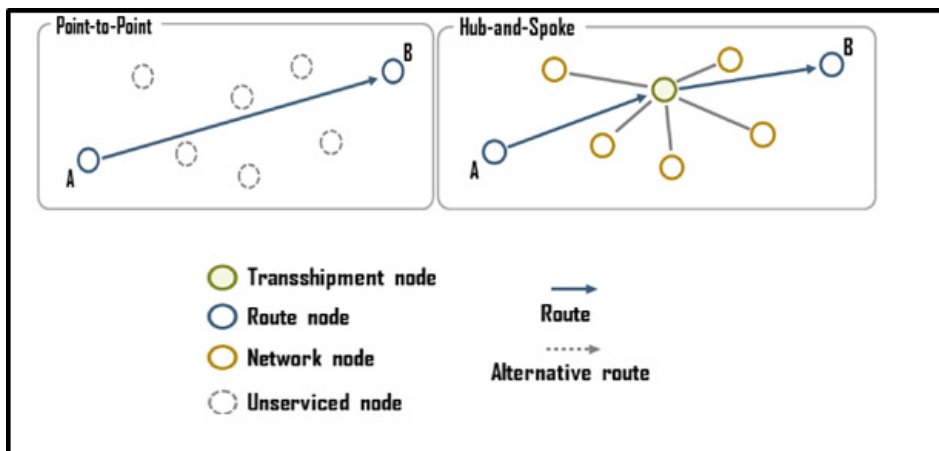 Point-to-Point
B
A
Hub-and-Spoke
B
A
Transshipment node
Route node
Network node
Unserviced node
Route
Alternative route